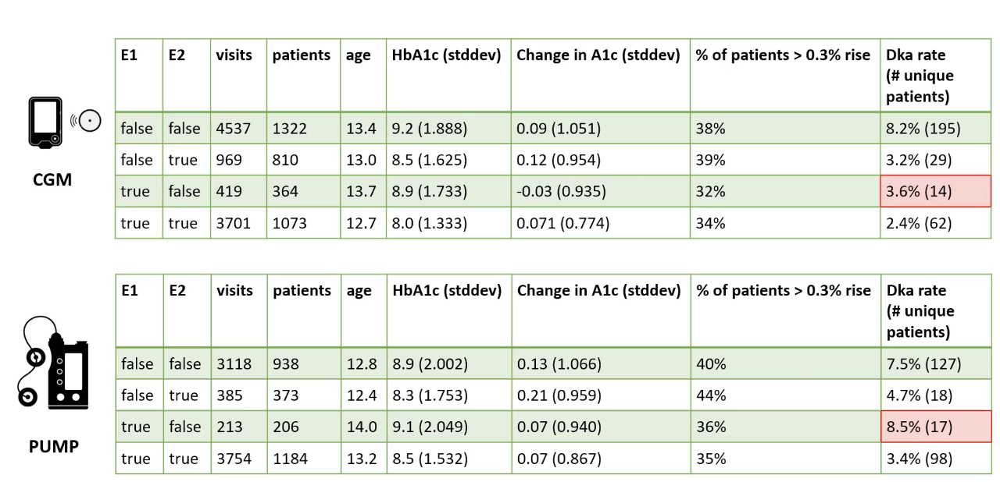 E1 E2 visits patients age HbA1c (stddev) Change in A1c (stddev) % of patients > 0.3% rise Dka rate
(# unique
patients)
false false 4537 1322 13.4 9.2 (1.888) 0.09 (1.051) 38% 8.2% (195)
false true 969 810 13.0 8.5 (1.625) 0.12 (0.954) 39% 3.2% (29)
CGM
true false 419 364 13.7 8.9 (1.733) -0.03 (0.935) 32% 3.6% (14)
true true 3701 1073 12.7 8.0 (1.333) 0.071 (0.774) 34% 2.4% (62)
E1 E2 visits patients age HbA1c (stddev) Change in A1c (stddev) % of patients > 0.3% rise Dka rate
(# unique
patients)
false false 3118 938 12.8 8.9 (2.002) 0.13 (1.066) 40% 7.5% (127)
false true 385 373 12.4 8.3 (1.753) 0.21 (0.959) 44% 4.7% (18)
true false 213 206 14.0 9.1 (2.049) 0.07 (0.940) 36% 8.5% (17)
PUMP
true true 3754 1184 13.2 8.5 (1.532) 0.07 (0.867) 35% 3.4% (98)